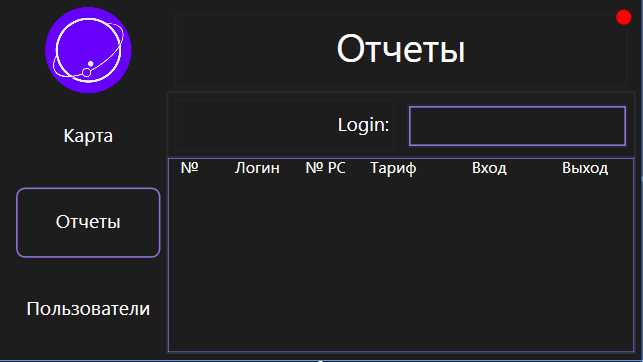 Отчеты
Карта
Login:
№ Логин № PC Тариф Вход Выход
Отчеты
Пользователи